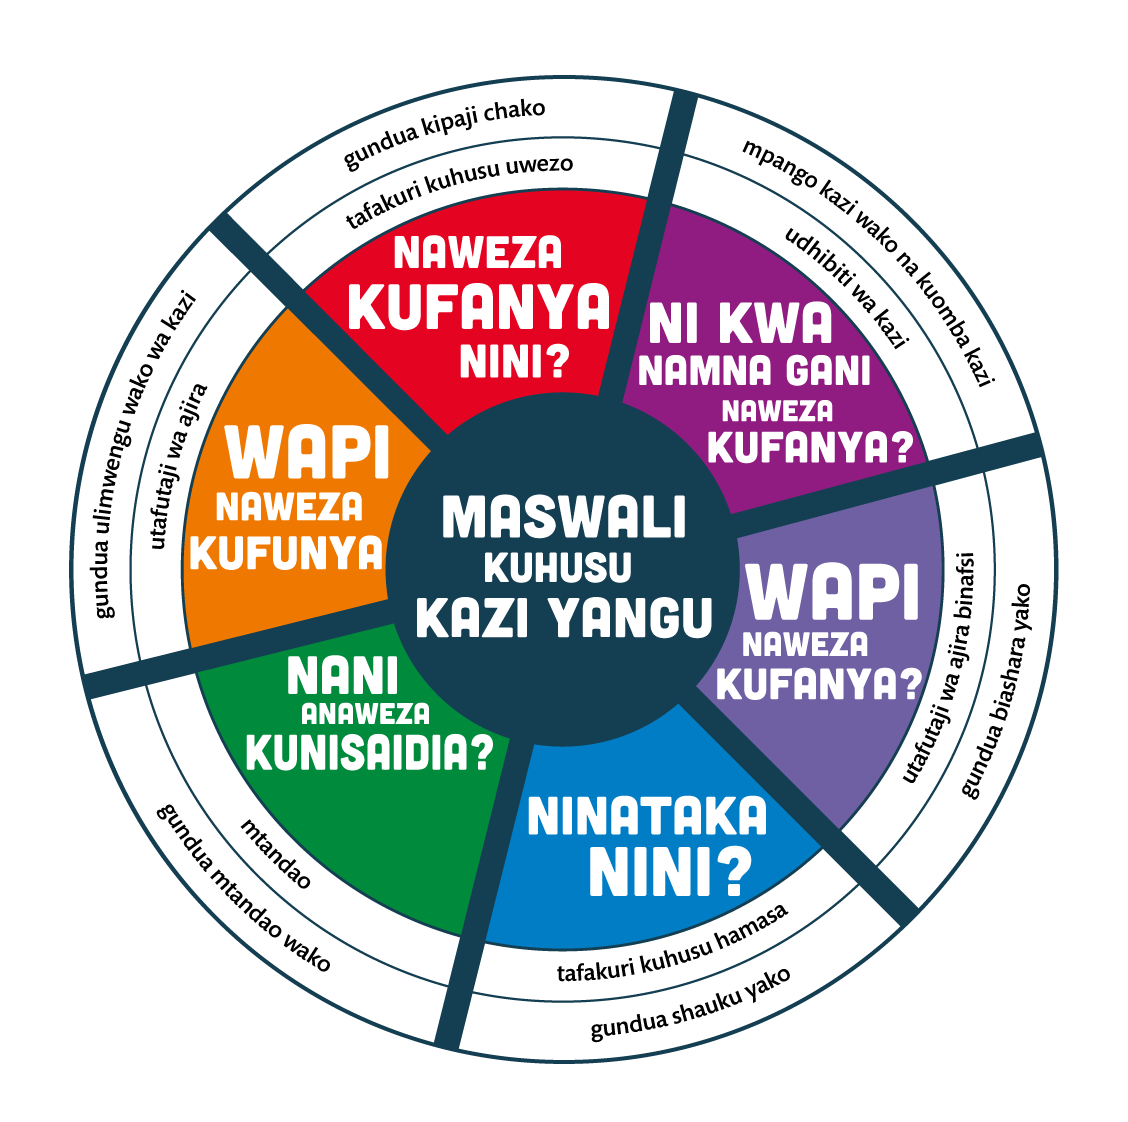 MASWALI
KUHUSU
KAZI YANGU
gundua kipaji chako
tafakuri kuhusu uwezo
NAWEZA
KUFANYA
NINI?
mpango kazi wako na kuomba kazi
udhibiti wa kazi
NI KWA
NAMNA GANI
NAWEZA
KUFANYA?
WAPI
NAWEZA
KUFANYA?
utafutaji wa ajira binafsi
gundua biashara yako
NINATAKA
NINI?
tafakuri kuhusu hamasa
gundua shauku yako
NANI
ANAWEZA
KUNISAIDIA?
mtandao
gundua mtandao wako
WAPI
NAWEZA
KUFUNYA
utafutaji wa ajira
gundua ulimwengu wako wa kazi